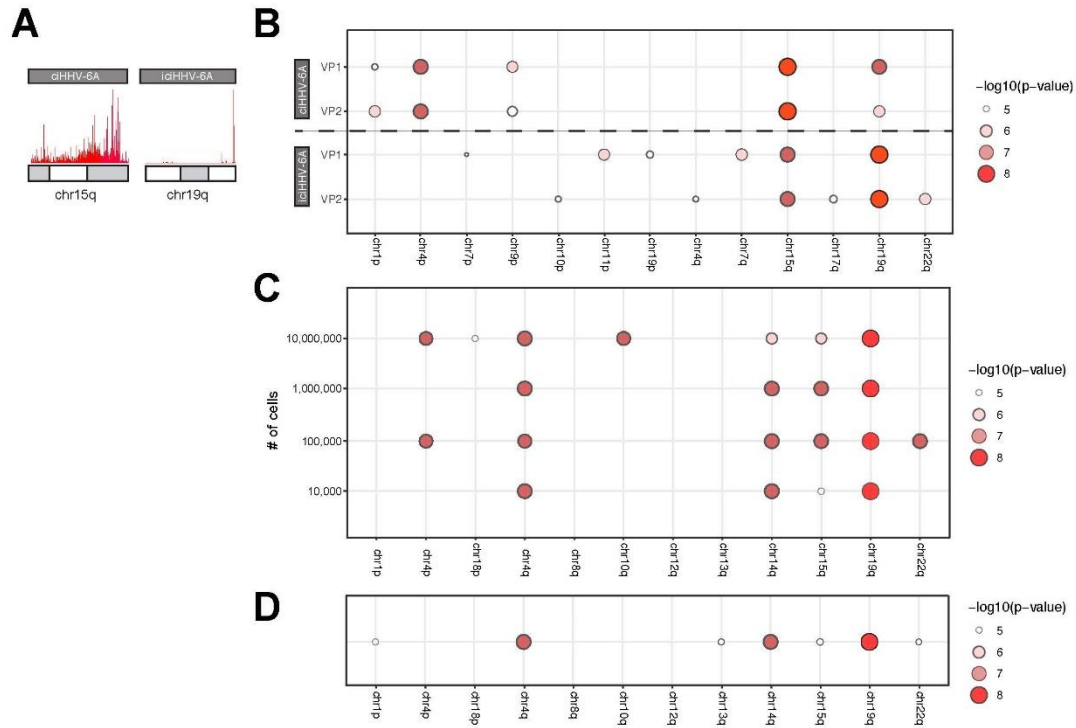 A
ciHHV-6A
iciHHV-6A
chr15q
chr19q
B
ciHHV-6A
iciHHV-6A
VP1
VP2
VP1
VP2
chr1p
chr4p
chr7p
chr9p
chr10p
chr11p
chr19p
chr4q
chr7q
chr15q
chr17q
chr19q
chr22q
−log10(p-value)
5
6
7
8
C
# of cells
10,000,000
1,000,000
100,000
10,000
chr1p
chr4p
chr18p
chr4q
chr8q
chr10q
chr12q
chr13q
chr14q
chr15q
chr19q
chr22q
−log10(p-value)
5
6
7
8
D
chr1p
chr4p
chr18p
chr4q
chr8q
chr10q
chr12q
chr13q
chr14q
chr15q
chr19q
chr22q
−log10(p-value)
5
6
7
8